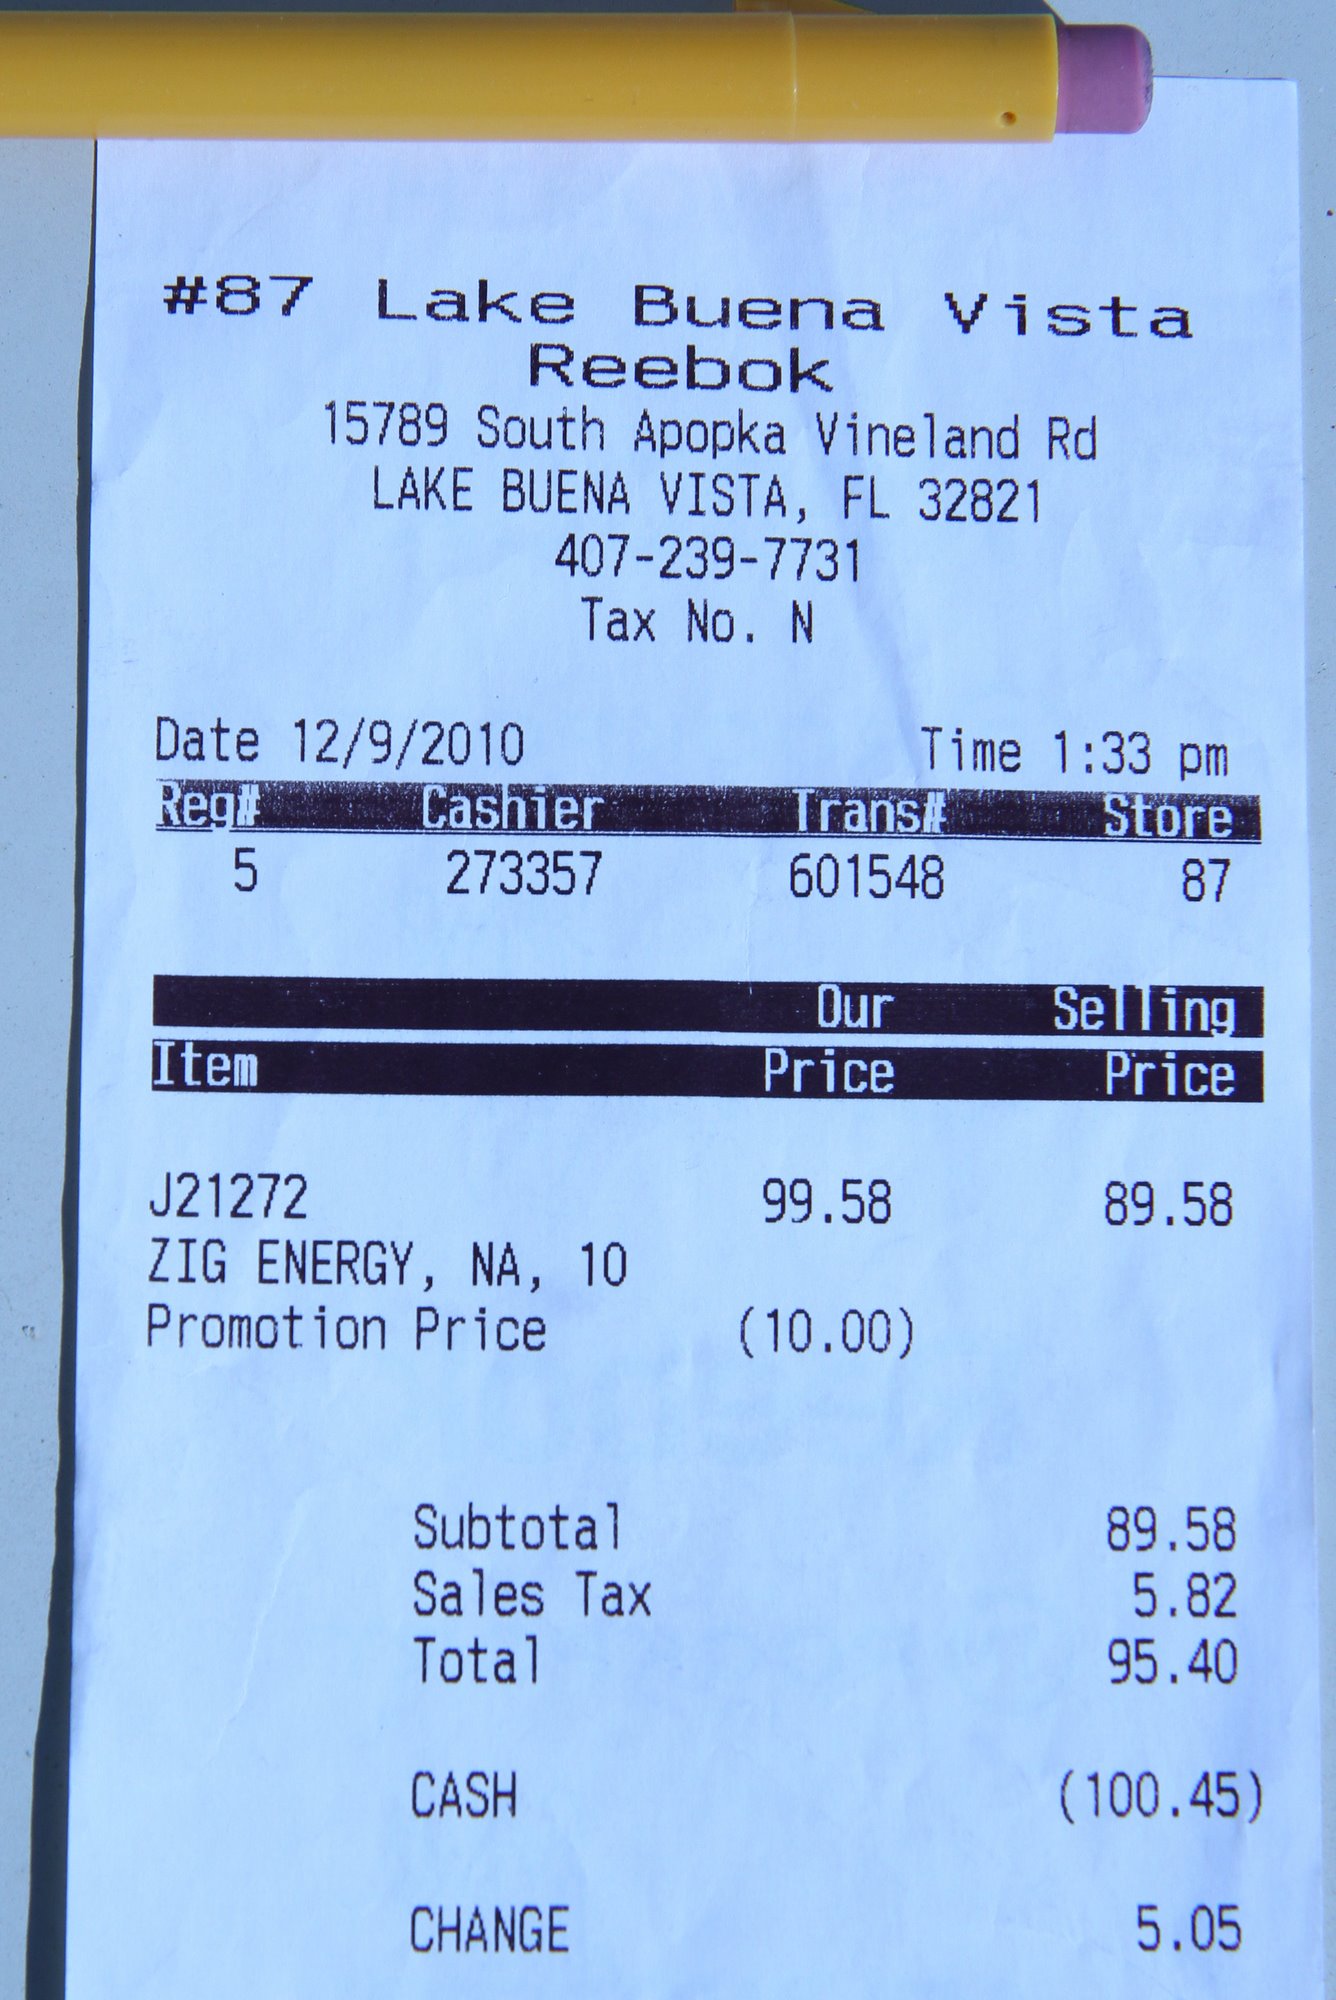 #87 Lake Buena Vista
Reebok
15789 South Apopka Vineland Rd
LAKE BUENA VISTA, FL 32821
407-239-7731
Tax No. N
Date 12/9/2010 Time 1:33 pm
Reg# Cashier Trans# Store
5 273357 601548 87
Our Selling
Item Price Price
J21272 99.58 89.58
ZIG ENERGY, NA, 10
Promotion Price (10.00)
Subtotal 89.58
Sales Tax 5.82
Total 95.40
CASH (100.45)
CHANGE 5.05